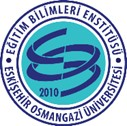 EĞİTİM BİLİMLERİ ENSTİTÜSÜ
2010
ESKİŞEHİR OSMANGAZİ ÜNİVERSİTESİ